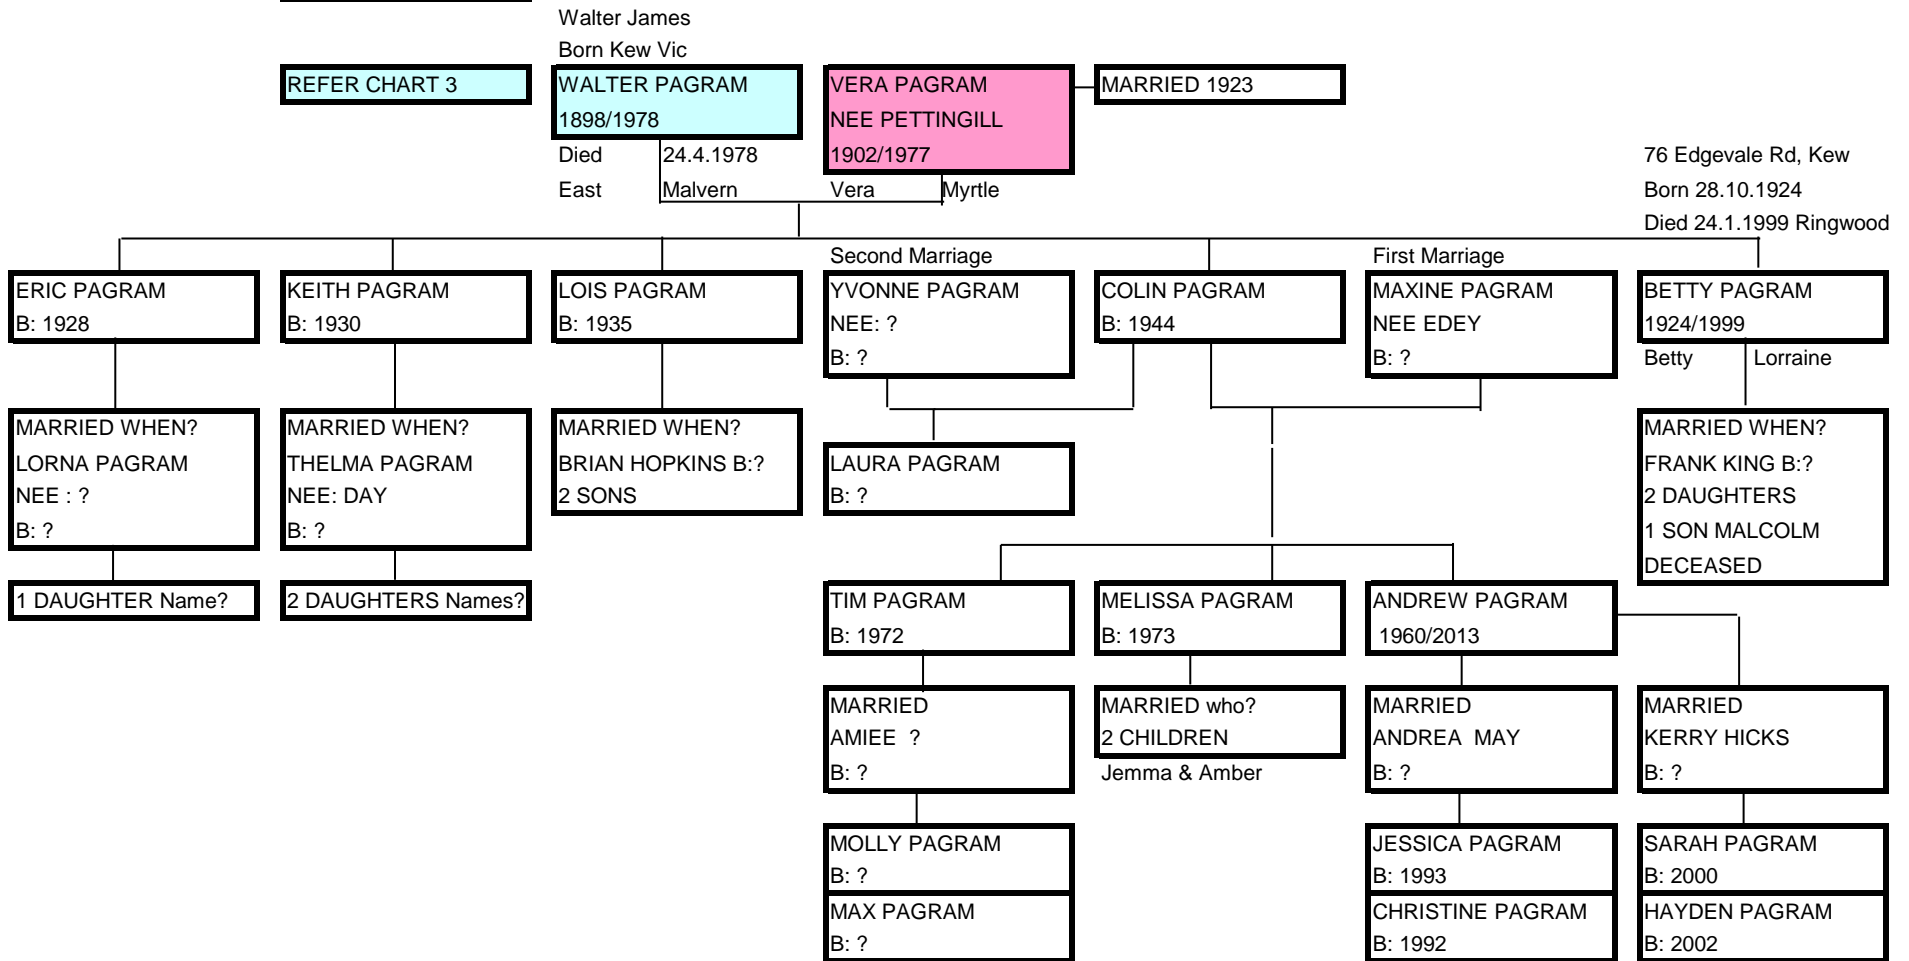 Walter James
Born Kew Vic
REFER CHART 3
WALTER PAGRAM
1898/1978
VERA PAGRAM
NEE PETTINGILL
1902/1977
MARRIED 1923
Died 24.4.1978
East Malvern
Vera Myrtle
76 Edgevale Rd, Kew
Born 28.10.1924
Died 24.1.1999 Ringwood
Second Marriage
First Marriage
ERIC PAGRAM
B: 1928
KEITH PAGRAM
B: 1930
LOIS PAGRAM
B: 1935
YVONNE PAGRAM
NEE: ?
B: ?
COLIN PAGRAM
B: 1944
MAXINE PAGRAM
NEE EDEY
B: ?
BETTY PAGRAM
1924/1999
Betty Lorraine
MARRIED WHEN?
LORNA PAGRAM
NEE : ?
B: ?
MARRIED WHEN?
THELMA PAGRAM
NEE: DAY
B: ?
MARRIED WHEN?
BRIAN HOPKINS B:?
2 SONS
LAURA PAGRAM
B: ?
MARRIED WHEN?
FRANK KING B:?
2 DAUGHTERS
1 SON MALCOLM
DECEASED
1 DAUGHTER Name?
2 DAUGHTERS Names?
TIM PAGRAM
B: 1972
MELISSA PAGRAM
B: 1973
ANDREW PAGRAM
1960/2013
MARRIED
AMIEE ?
B: ?
MARRIED who?
2 CHILDREN
Jemma & Amber
MARRIED
ANDREA MAY
B: ?
MARRIED
KERRY HICKS
B: ?
MOLLY PAGRAM
B: ?
MAX PAGRAM
B: ?
JESSICA PAGRAM
B: 1993
CHRISTINE PAGRAM
B: 1992
SARAH PAGRAM
B: 2000
HAYDEN PAGRAM
B: 2002